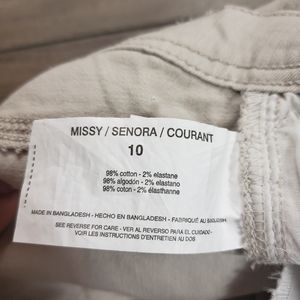 MISSY / SENORA / COURANT
10
98% cotton - 2% elastane
98% algodón - 2% elastano
98% coton - 2% élasthanne
MADE IN BANGLADESH - HECHO EN BANGLADESH - FABRIQUÉ AU BANGLADESH
SEE REVERSE FOR CARE - VER AL REVERSO PARA EL CUIDADO
VOIR LES INSTRUCTIONS D'ENTRETIEN AU DOS